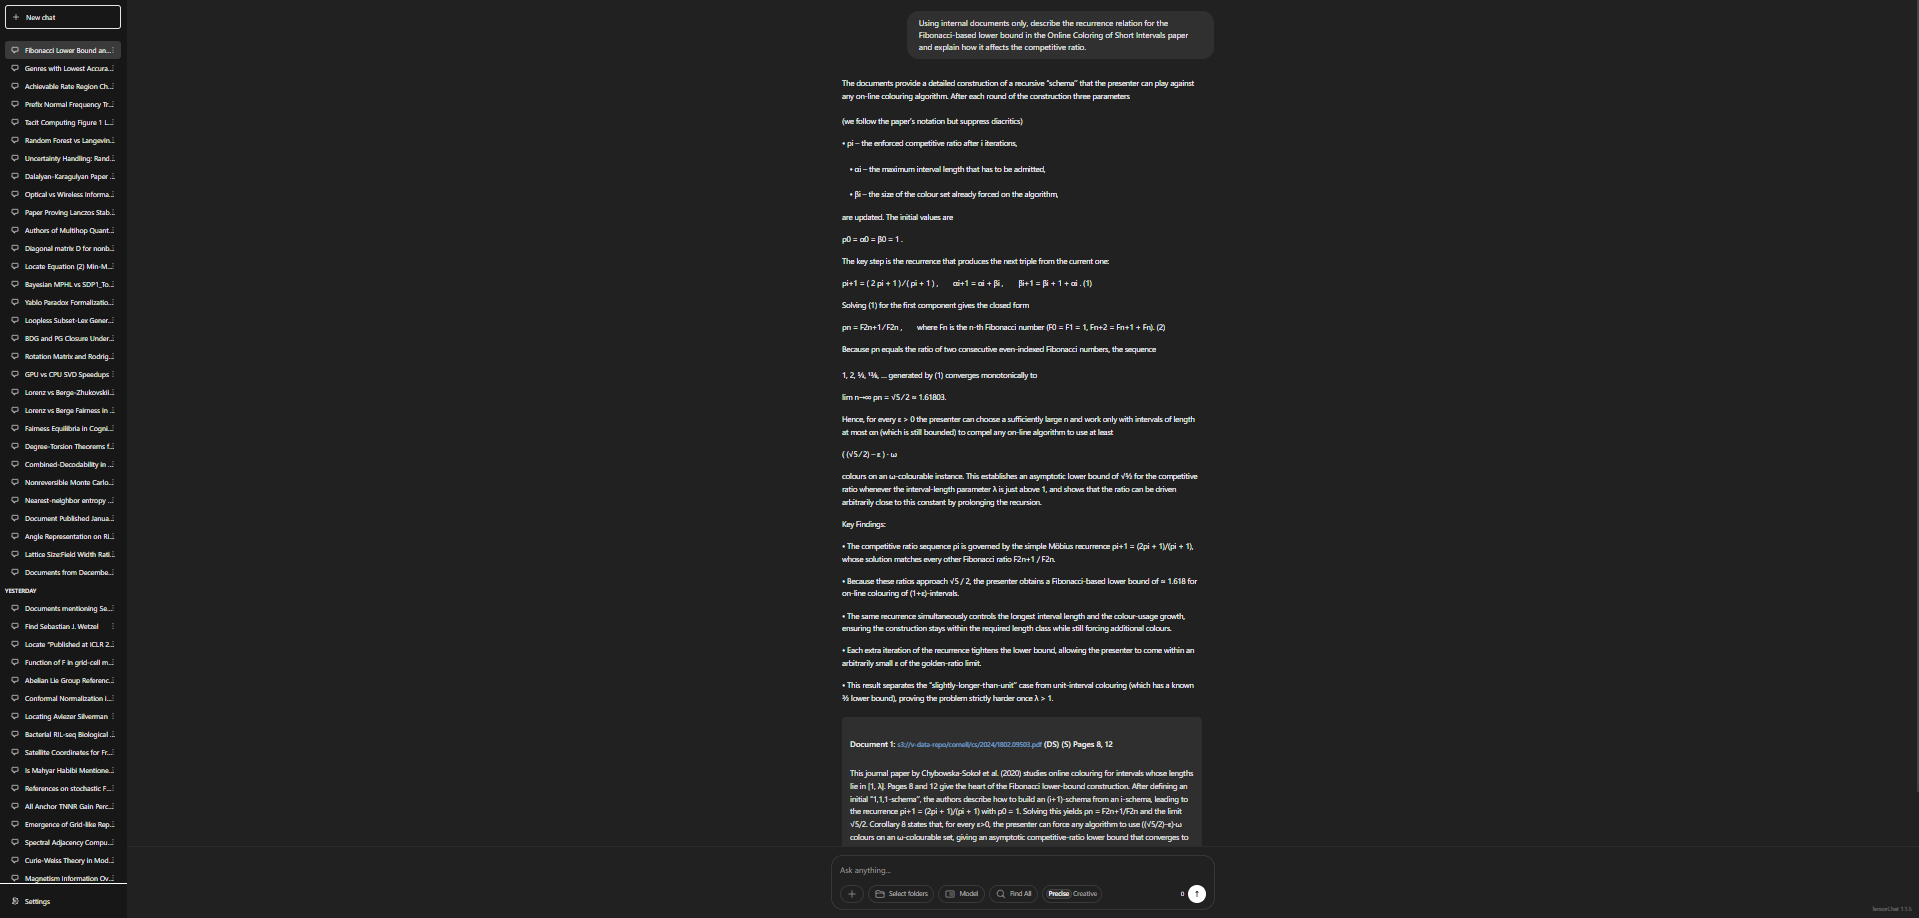 New chat
Fibonacci Lower Bound an...
Genres with Lowest Accura...
Achievable Rate Region Ch...
Prefix Normal Frequency Tr...
Tacit Computing Figure 1 L...
Random Forest vs Langevin...
Uncertainty Handling: Rand...
Dalalyan-Karagulyan Paper ...
Optical vs Wireless Informa...
Paper Proving Lanczos Stab...
Authors of Multihop Quant...
Diagonal matrix D for nonb...
Locate Equation (2) Min-M...
Bayesian MPHL vs SDP1_To...
Yablo Paradox Formalizatio...
Loopless Subset-Lex Gener...
BDG and PG Closure Under...
Rotation Matrix and Rodrig...
GPU vs CPU SVD Speedups
Lorenz vs Berge-Zhukovskii...
Lorenz vs Berge Fairness in ...
Fairness Equilibria in Cogni...
Degree-Torsion Theorems f...
Combined-Decodability in ...
Nonreversible Monte Carlo...
Nearest-neighbor entropy ...
Document Published Janua...
Angle Representation on Ri...
Lattice Size:Field Width Rati...
Documents from Decembe...
YESTERDAY
Documents mentioning Se...
Find Sebastian J. Wetzel
Locate "Published at ICLR 2...
Function of F in grid-cell m...
Abelian Lie Group Referenc...
Conformal Normalization i...
Locating Aviezer Silverman
Bacterial RIL-seq Biological ...
Satellite Coordinates for Fr...
Is Mahyar Habibi Mentione...
References on stochastic F...
All Anchor TNNR Gain Perc...
Emergence of Grid-like Rep...
Spectral Adjacency Compu...
Curie-Weiss Theory in Mod...
Magnetism Information Ov...
Settings
Using internal documents only, describe the recurrence relation for the
Fibonacci-based lower bound in the Online Coloring of Short Intervals paper
and explain how it affects the competitive ratio.
The documents provide a detailed construction of a recursive "schema" that the presenter can play against
any on-line colouring algorithm. After each round of the construction three parameters
(we follow the paper's notation but suppress diacritics)
• pi – the enforced competitive ratio after i iterations,
• αi – the maximum interval length that has to be admitted,
• βi – the size of the colour set already forced on the algorithm,
are updated. The initial values are
p0 = α0 = β0 = 1 .
The key step is the recurrence that produces the next triple from the current one:
pi+1 = ( 2 pi + 1 ) ⁄ ( pi + 1 ) , αi+1 = αi + βi , βi+1 = βi + 1 + αi . (1)
Solving (1) for the first component gives the closed form
pn = F2n+1 ⁄ F2n , where Fn is the n-th Fibonacci number (F0 = F1 = 1, Fn+2 = Fn+1 + Fn). (2)
Because pn equals the ratio of two consecutive even-indexed Fibonacci numbers, the sequence
... generated by (1) converges monotonically to
lim n→∞ pn = √5 ⁄ 2 ≈ 1.61803.
Hence, for every ε > 0 the presenter can choose a sufficiently large n and work only with intervals of length
at most αn (which is still bounded) to compel any on-line algorithm to use at least
( (√5 ⁄ 2) – ε ) · ω
colours on an ω-colourable instance. This establishes an asymptotic lower bound of for the competitive
ratio whenever the interval-length parameter λ is just above 1, and shows that the ratio can be driven
arbitrarily close to this constant by prolonging the recursion.
Key Findings:
• The competitive ratio sequence pi is governed by the simple Möbius recurrence pi+1 = (2pi + 1)/(pi + 1),
whose solution matches every other Fibonacci ratio F2n+1 / F2n.
• Because these ratios approach √5 / 2, the presenter obtains a Fibonacci-based lower bound of ≈ 1.618 for
on-line colouring of (1+ε)-intervals.
• The same recurrence simultaneously controls the longest interval length and the colour-usage growth,
ensuring the construction stays within the required length class while still forcing additional colours.
• Each extra iteration of the recurrence tightens the lower bound, allowing the presenter to come within an
arbitrarily small ε of the golden-ratio limit.
• This result separates the "slightly-longer-than-unit" case from unit-interval colouring (which has a known
lower bound), proving the problem strictly harder once λ > 1.
Document 1: s3://v-data-repo/cornell/cs/2024/1802.09503.pdf (DS) (S) Pages 8, 12
This journal paper by Chybowska-Sokół et al. (2020) studies online colouring for intervals whose lengths
lie in [1, λ]. Pages 8 and 12 give the heart of the Fibonacci lower-bound construction. After defining an
initial "1,1,1-schema", the authors describe how to build an (i+1)-schema from an i-schema, leading to
the recurrence pi+1 = (2pi + 1)/(pi + 1) with p0 = 1. Solving this yields pn = F2n+1/F2n and the limit
√5/2. Corollary 8 states that, for every ε>0, the presenter can force any algorithm to use ((√5/2)–ε)·ω
colours on an ω-colourable set, giving an asymptotic competitive-ratio lower bound that converges to
Ask anything...
Select folders
Model
Find All
Precise Creative
0
TensorChat 1.1.5